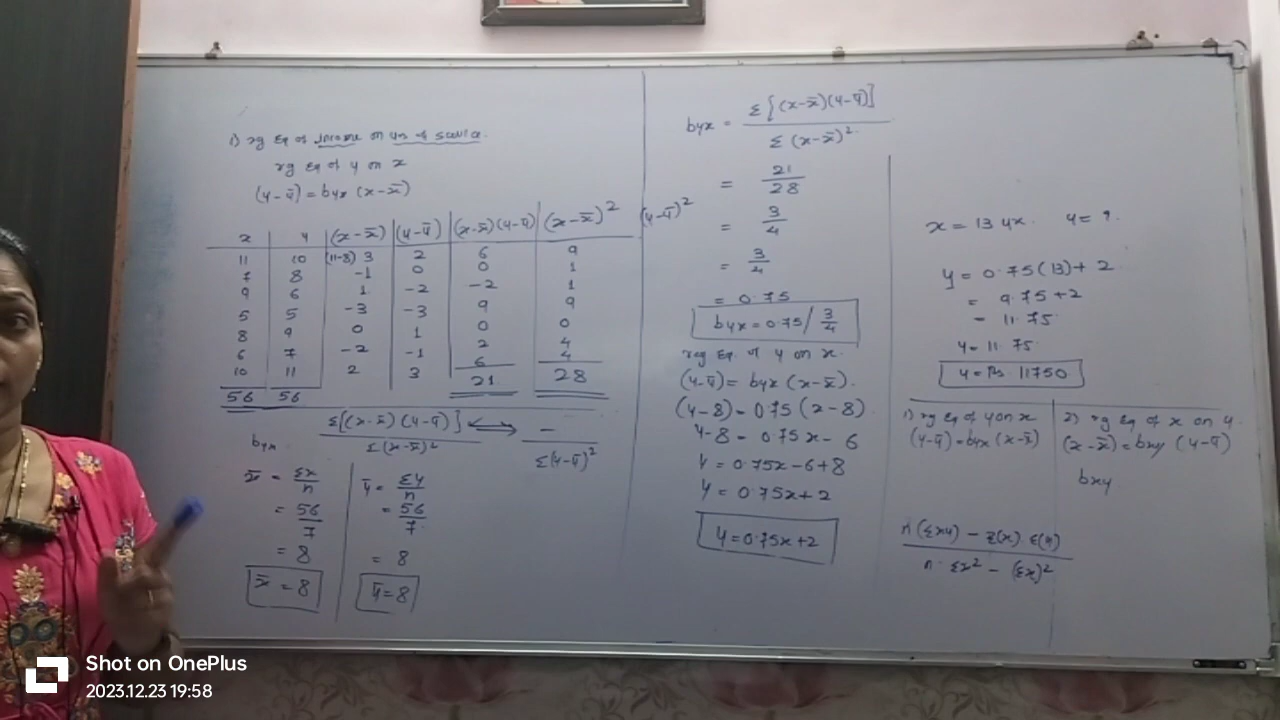 1) rg Eq of Income on yrs of service.
rg Eq of y on x
(y-ȳ) = byx (x-x̄)
x y (x-x̄) (y-ȳ) (x-x̄)(y-ȳ) (x-x̄)² (y-ȳ)²
11 10 (11-8) 3 2 6 9
7 8 -1 0 0 1
9 6 1 -2 -2 1
5 5 -3 -3 9 9
8 9 0 1 0 0
6 7 -2 -1 2 4
10 11 2 3 6 4
56 56 21 28
byx Σ[(x-x̄)(y-ȳ)] ⟷ —
Σ(x-x̄)² Σ(y-ȳ)²
x̄ = Σx/n
= 56/7
= 8
x̄ = 8
ȳ = Σy/n
= 56/7
= 8
ȳ = 8
byx = Σ[(x-x̄)(y-ȳ)]
Σ (x-x̄)²
= 21/28
= 3/4
= 3/4
= 0.75
byx = 0.75 / 3/4
reg Eq. of y on x.
(y-ȳ) = byx (x-x̄).
(y-8) = 0.75 (x-8)
y-8 = 0.75x - 6
y = 0.75x-6+8
y = 0.75x+2
y = 0.75x+2
x = 13 yx. y = ?
y = 0.75(13)+2
= 9.75+2
= 11.75
y = 11.75
y = Rs. 11750
1) rg Eq of y on x
(y-ȳ) = byx (x-x̄)
n(Σxy) - Σ(x) Σ(y)
n·Σx² - (Σx)²
2) rg Eq of x on y.
(x-x̄) = bxy (y-ȳ)
bxy
Shot on OnePlus
2023.12.23 19:58